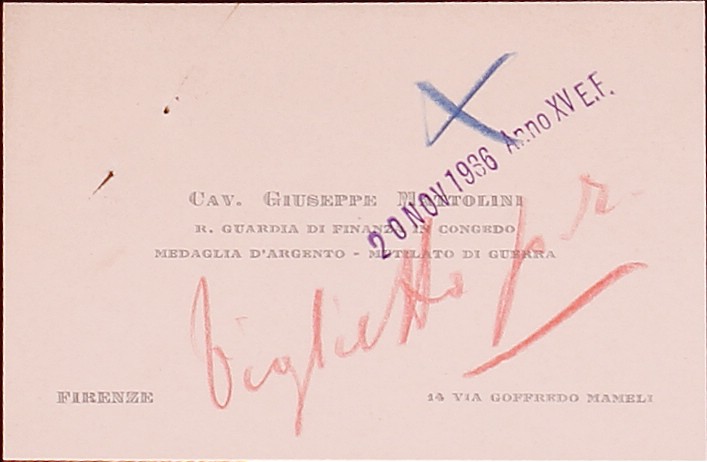 20 NOV 1936 Anno XV E.F.
CAV. GIUSEPPE MATTOLINI
R. GUARDIA DI FINANZA IN CONGEDO
MEDAGLIA D'ARGENTO - MUTILATO DI GUERRA
biglietto p r.
FIRENZE
14 VIA GOFFREDO MAMELI